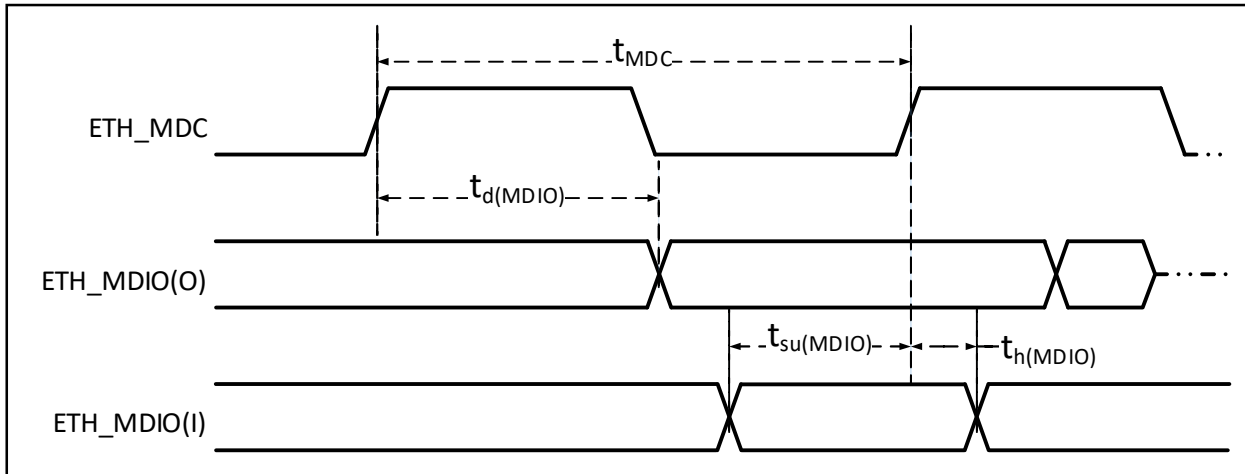 tMDC
ETH_MDC
td(MDIO)
ETH_MDIO(O)
tsu(MDIO)
th(MDIO)
ETH_MDIO(I)